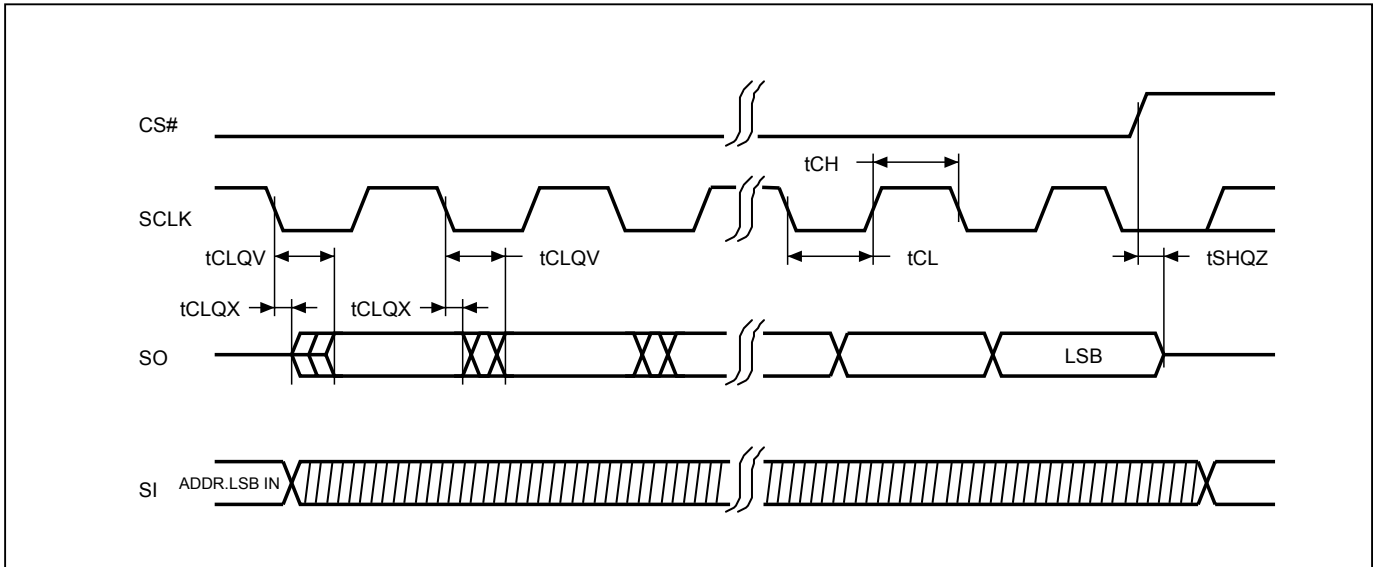 CS#
tCH
SCLK
tCLQV
tCLQV
tCL
tSHQZ
tCLQX
tCLQX
SO
LSB
SI
ADDR.LSB IN